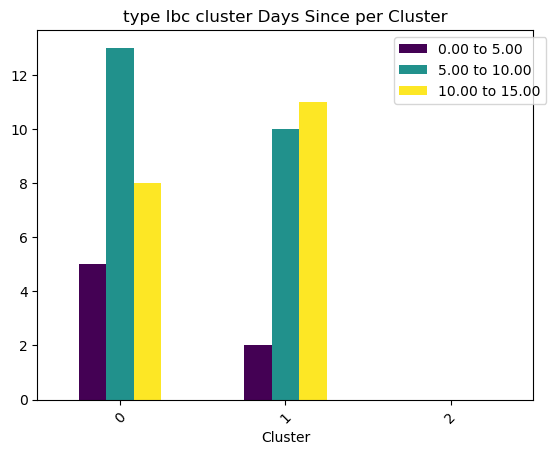 type Ibc cluster Days Since per Cluster
0.00 to 5.00
5.00 to 10.00
10.00 to 15.00
12
10
8
6
4
2
0
0
1
2
Cluster